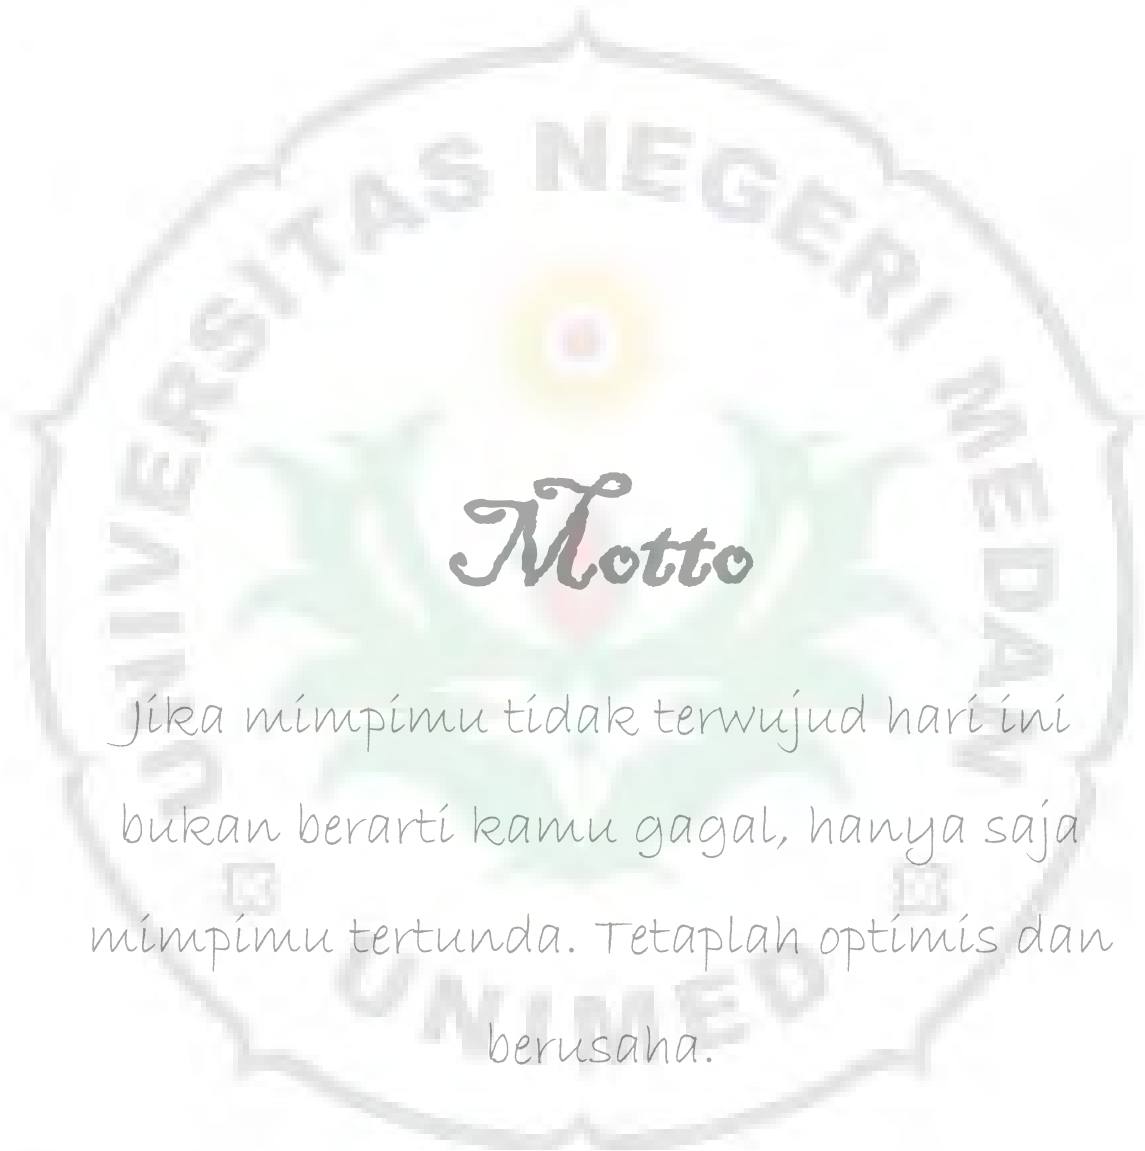 UNIVERSITAS NEGERI MEDAN
Motto
Jika mimpimu tidak terwujud hari ini
bukan berarti kamu gagal, hanya saja
mimpimu tertunda. Tetaplah optimis dan
berusaha.
UNIMED